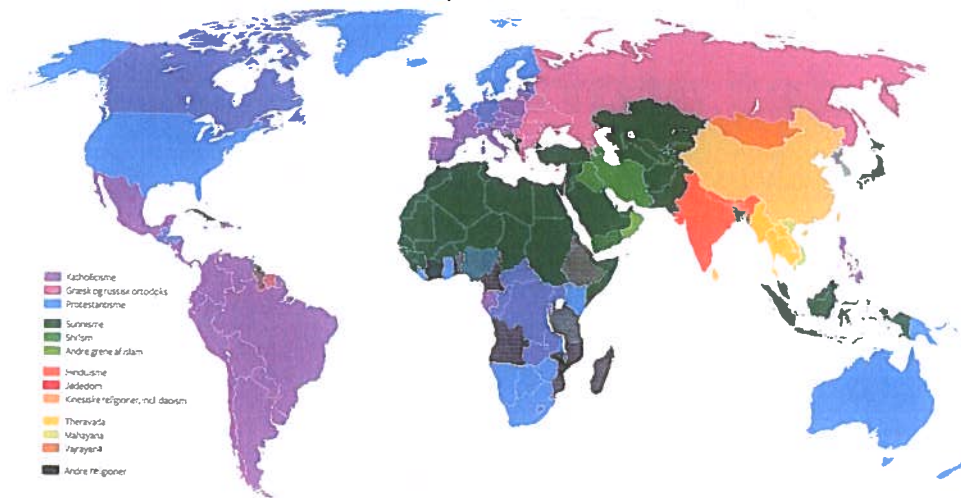 Katholicisme
Græsk og russisk ortodoks
Protestantisme
Sunnisme
Shi'ism
Andre grene af islam
Hinduisme
Jødedom
Kinesiske religioner, incl. daoism
Theravada
Mahayana
Vajrayana
Andre religioner